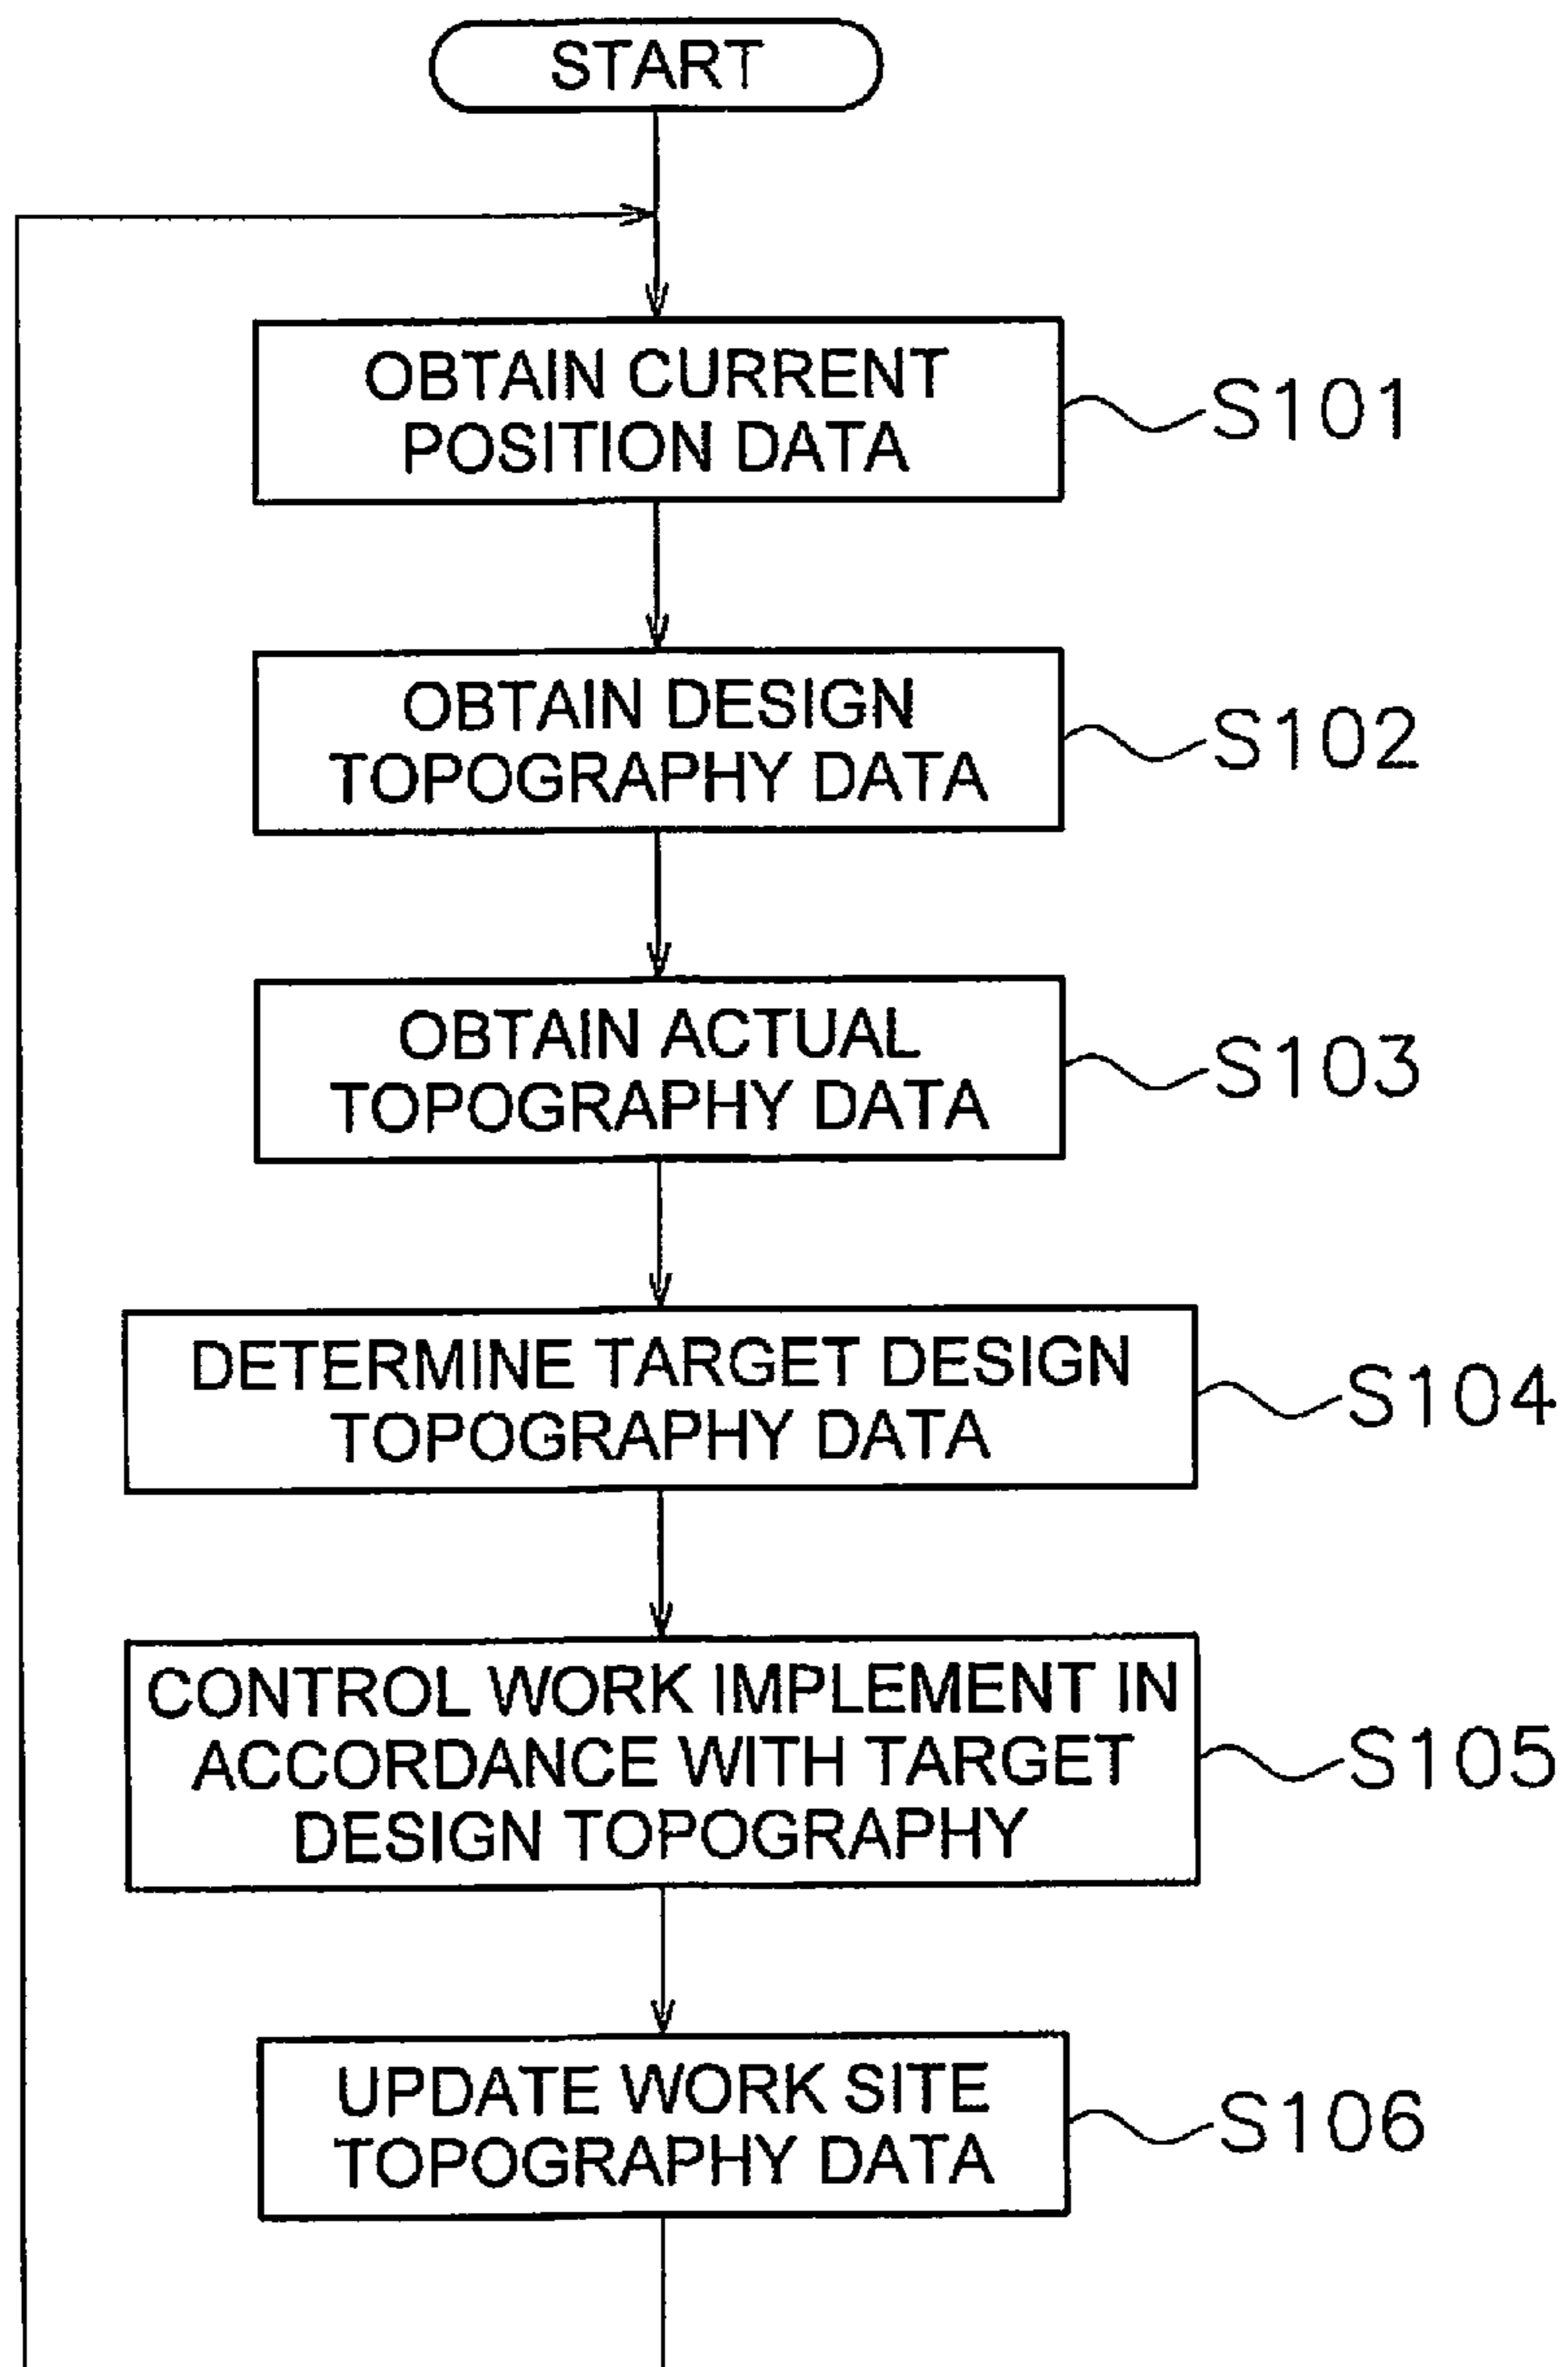 START
OBTAIN CURRENT
POSITION DATA
S101
OBTAIN DESIGN
TOPOGRAPHY DATA
S102
OBTAIN ACTUAL
TOPOGRAPHY DATA
S103
DETERMINE TARGET DESIGN
TOPOGRAPHY DATA
S104
CONTROL WORK IMPLEMENT IN
ACCORDANCE WITH TARGET
DESIGN TOPOGRAPHY
S105
UPDATE WORK SITE
TOPOGRAPHY DATA
S106